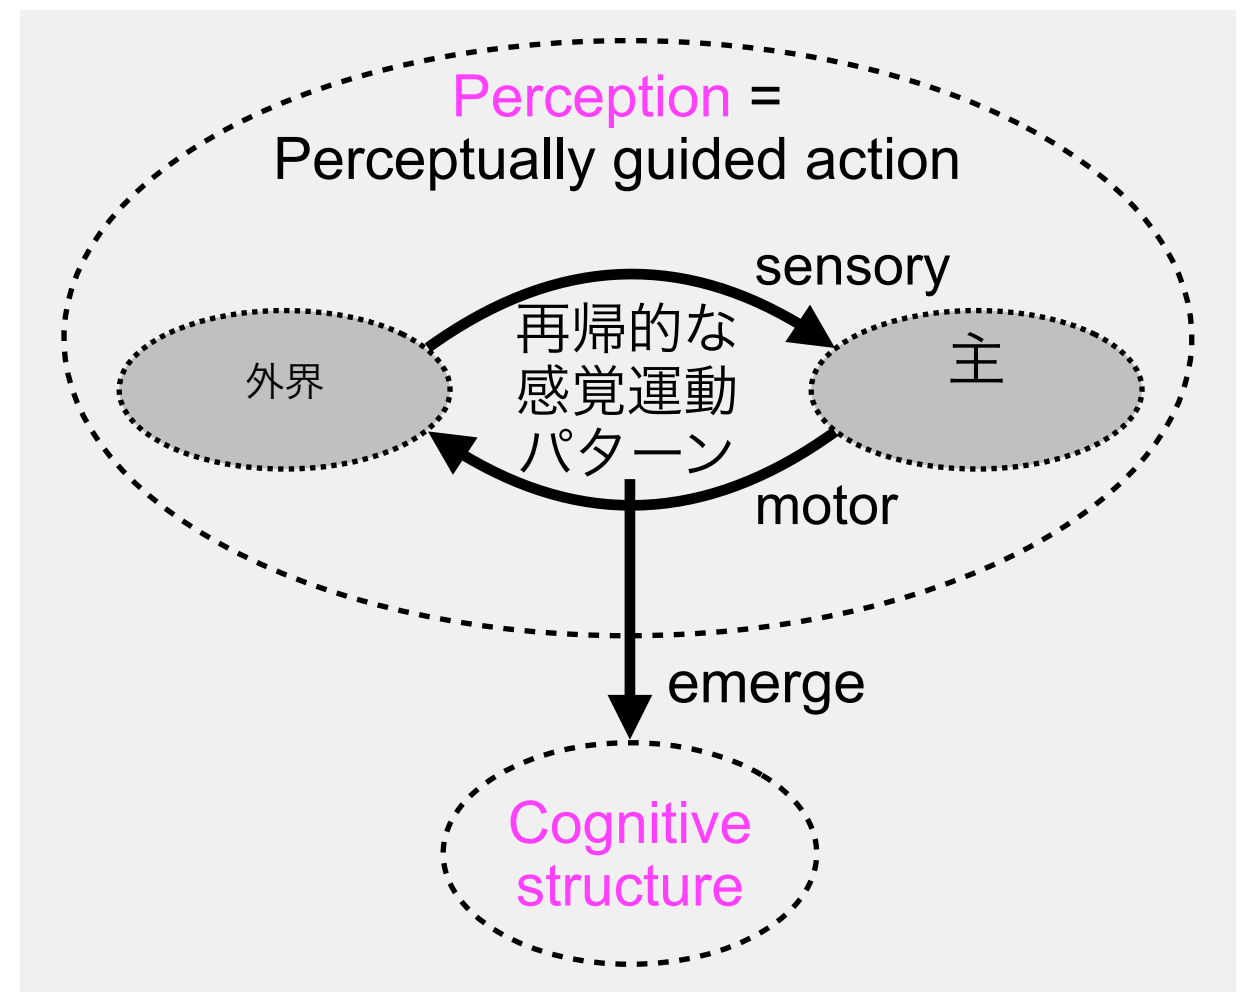 Perception =
Perceptually guided action
sensory
再帰的な
感覚運動
パターン
外界
主
motor
emerge
Cognitive
structure